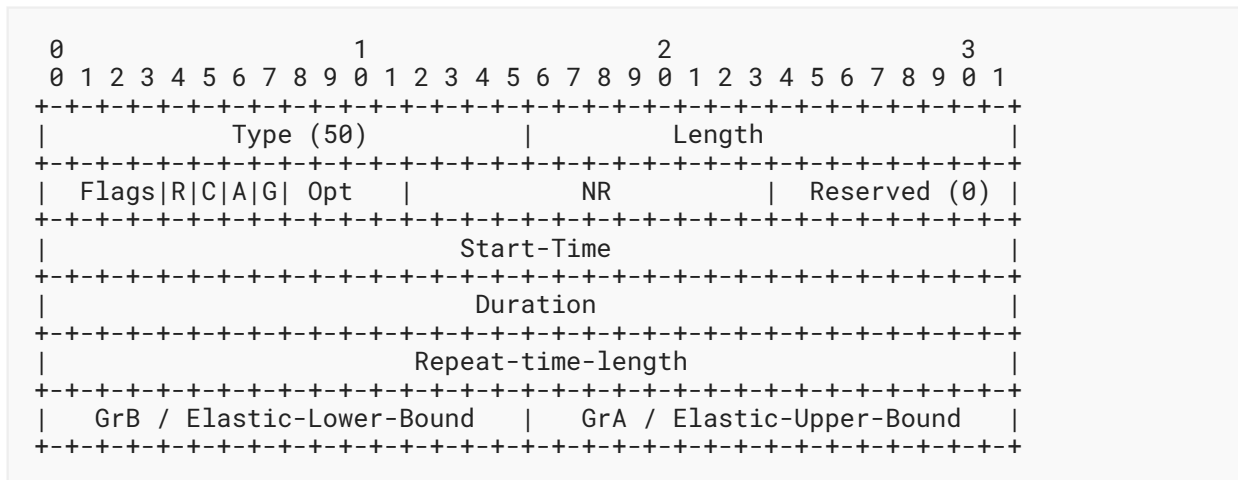 0                   1                   2                   3
 0 1 2 3 4 5 6 7 8 9 0 1 2 3 4 5 6 7 8 9 0 1 2 3 4 5 6 7 8 9 0 1
+-+-+-+-+-+-+-+-+-+-+-+-+-+-+-+-+-+-+-+-+-+-+-+-+-+-+-+-+-+-+-+-+
|            Type (50)          |         Length                |
+-+-+-+-+-+-+-+-+-+-+-+-+-+-+-+-+-+-+-+-+-+-+-+-+-+-+-+-+-+-+-+-+
|  Flags|R|C|A|G| Opt   |           NR          |  Reserved (0) |
+-+-+-+-+-+-+-+-+-+-+-+-+-+-+-+-+-+-+-+-+-+-+-+-+-+-+-+-+-+-+-+-+
|                           Start-Time                          |
+-+-+-+-+-+-+-+-+-+-+-+-+-+-+-+-+-+-+-+-+-+-+-+-+-+-+-+-+-+-+-+-+
|                            Duration                           |
+-+-+-+-+-+-+-+-+-+-+-+-+-+-+-+-+-+-+-+-+-+-+-+-+-+-+-+-+-+-+-+-+
|                        Repeat-time-length                     |
+-+-+-+-+-+-+-+-+-+-+-+-+-+-+-+-+-+-+-+-+-+-+-+-+-+-+-+-+-+-+-+-+
|   GrB / Elastic-Lower-Bound   |   GrA / Elastic-Upper-Bound   |
+-+-+-+-+-+-+-+-+-+-+-+-+-+-+-+-+-+-+-+-+-+-+-+-+-+-+-+-+-+-+-+-+